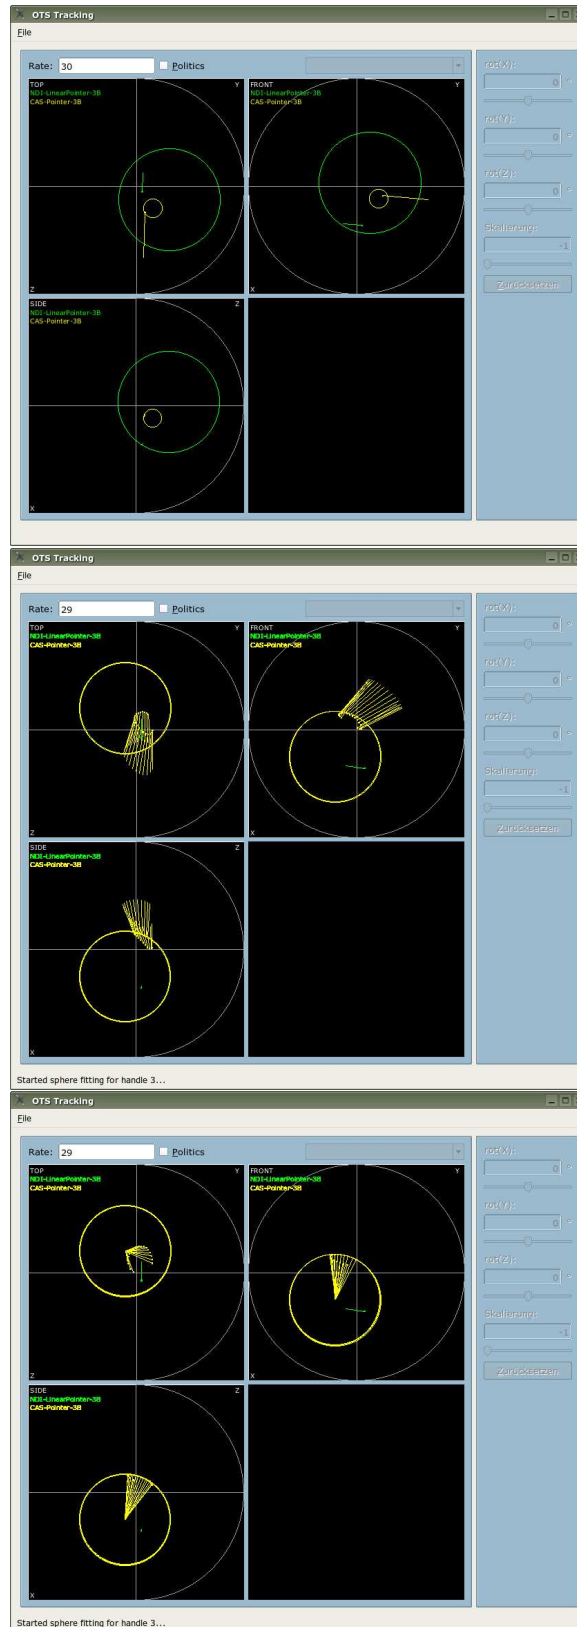 OTS Tracking
File
Rate: 30 Politics
rot(X):
0 °
rot(Y):
0 °
rot(Z):
0 °
Skalierung:
-1
Zurücksetzen
TOP Y
NDI-LinearPointer-3B
CAS-Pointer-3B
Z
FRONT Y
NDI-LinearPointer-3B
CAS-Pointer-3B
X
SIDE Z
NDI-LinearPointer-3B
CAS-Pointer-3B
X
OTS Tracking
File
Rate: 29 Politics
rot(X):
0 °
rot(Y):
0 °
rot(Z):
0 °
Skalierung:
-1
Zurücksetzen
TOP Y
NDI-LinearPointer-3B
CAS-Pointer-3B
Z
FRONT Y
NDI-LinearPointer-3B
CAS-Pointer-3B
X
SIDE Z
NDI-LinearPointer-3B
CAS-Pointer-3B
X
Started sphere fitting for handle 3...
OTS Tracking
File
Rate: 29 Politics
rot(X):
0 °
rot(Y):
0 °
rot(Z):
0 °
Skalierung:
-1
Zurücksetzen
TOP Y
NDI-LinearPointer-3B
CAS-Pointer-3B
Z
FRONT Y
NDI-LinearPointer-3B
CAS-Pointer-3B
X
SIDE Z
NDI-LinearPointer-3B
CAS-Pointer-3B
X
Started sphere fitting for handle 3...